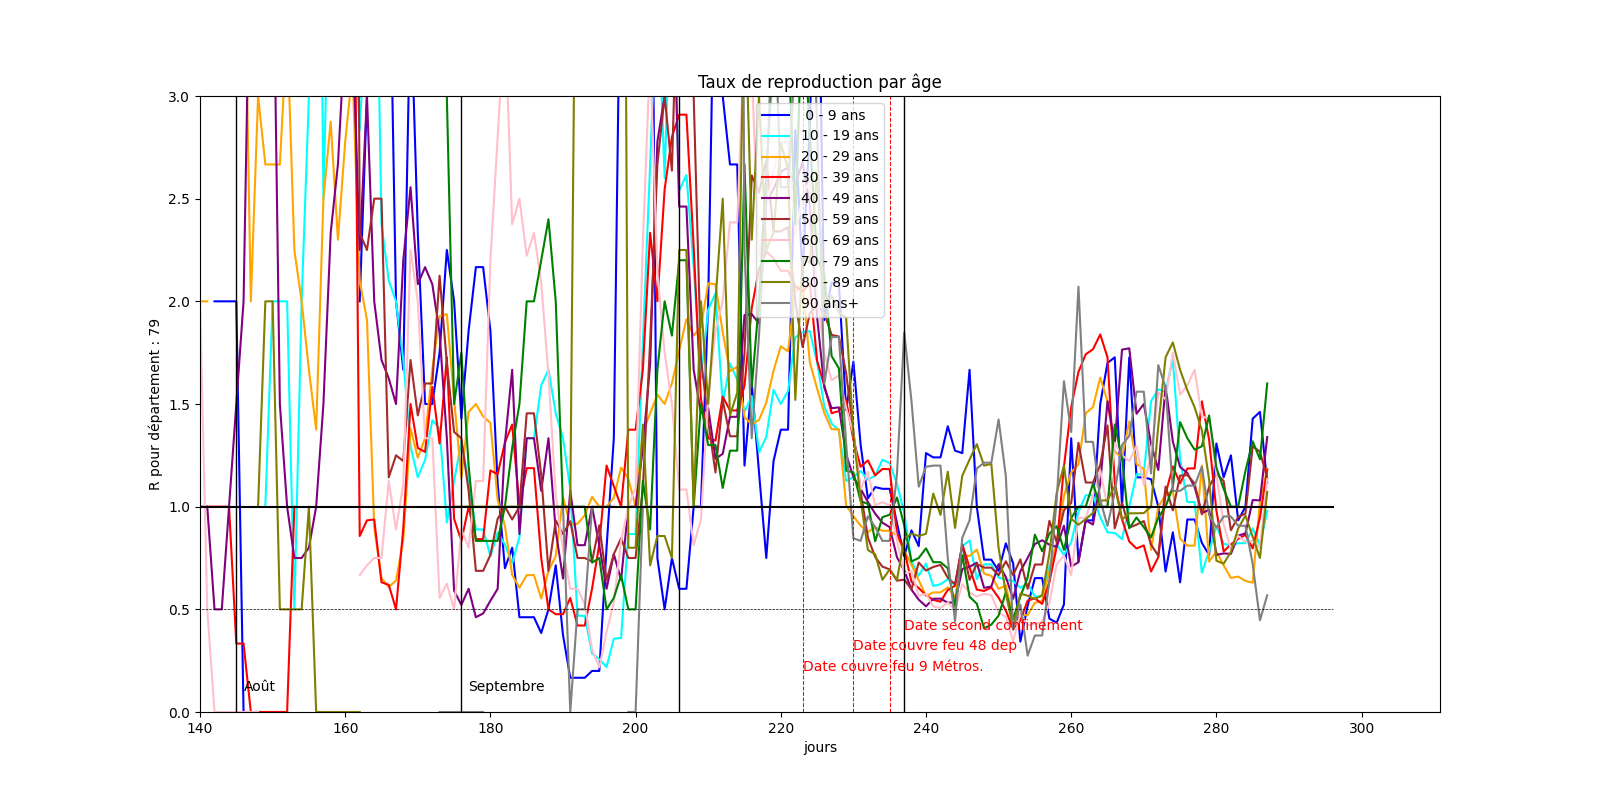 Taux de reproduction par âge
R pour département : 79
3.0
2.5
2.0
1.5
1.0
0.5
0.0
0 - 9 ans
10 - 19 ans
20 - 29 ans
30 - 39 ans
40 - 49 ans
50 - 59 ans
60 - 69 ans
70 - 79 ans
80 - 89 ans
90 ans+
Date second confinement
Date couvre feu 48 dep
Date couvre feu 9 Métros.
Août
Septembre
140
160
180
200
220
240
260
280
300
jours